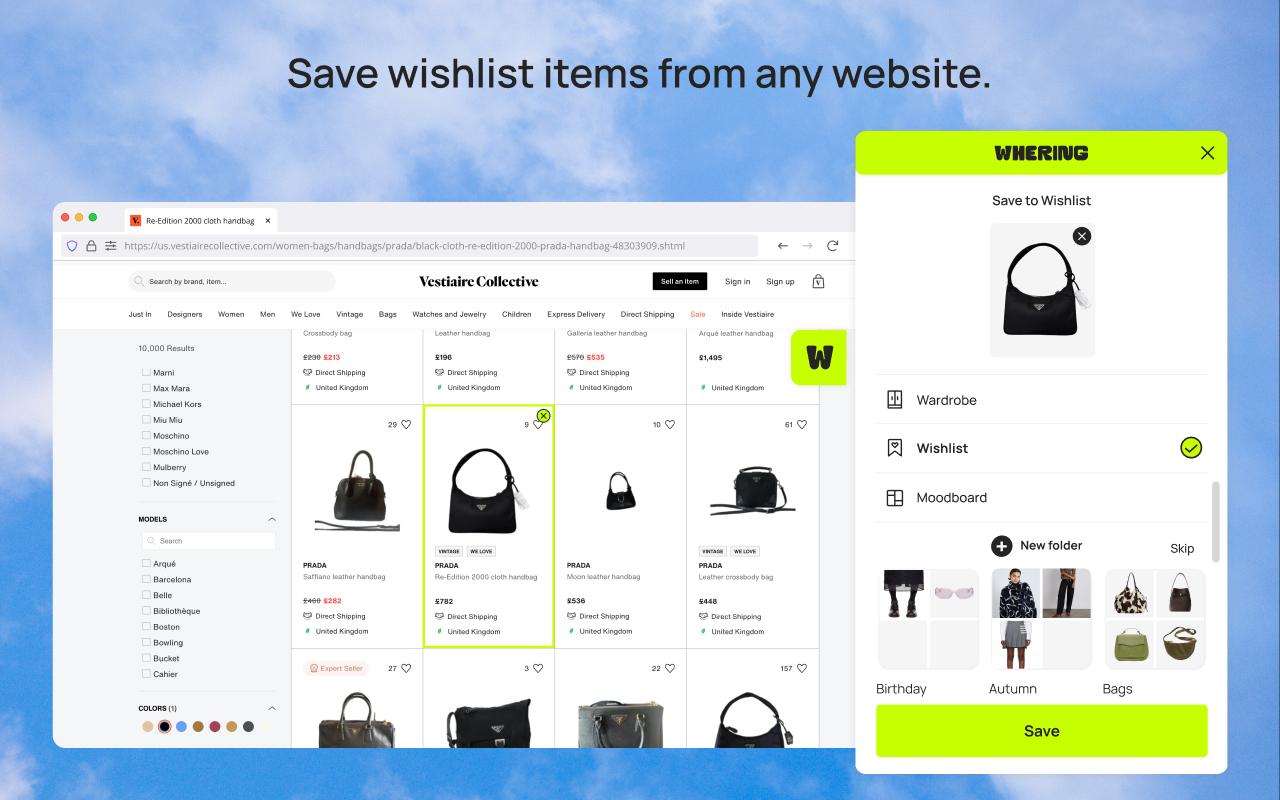 Save wishlist items from any website.
Re-Edition 2000 cloth handbag
https://us.vestiairecollective.com/women-bags/handbags/prada/black-cloth-re-edition-2000-prada-handbag-48303909.shtml
Search by brand, item...
Vestiaire Collective
Sell an item
Sign in
Sign up
Just In
Designers
Women
Men
We Love
Vintage
Bags
Watches and Jewelry
Children
Express Delivery
Direct Shipping
Sale
Inside Vestiaire
10,000 Results
Marni
Max Mara
Michael Kors
Miu Miu
Moschino
Moschino Love
Mulberry
Non Signé / Unsigned
MODELS
Search
Arqué
Barcelona
Belle
Bibliothèque
Boston
Bowling
Bucket
Cahier
COLORS (1)
Crossbody bag
£230 £213
Direct Shipping
United Kingdom
Leather handbag
£196
Direct Shipping
United Kingdom
Galleria leather handbag
£570 £535
Direct Shipping
United Kingdom
Arqué leather handbag
£1,495
United Kingdom
W
29
PRADA
Saffiano leather handbag
£460 £282
Direct Shipping
United Kingdom
9
VINTAGE
WE LOVE
PRADA
Re-Edition 2000 cloth handbag
£782
Direct Shipping
United Kingdom
10
PRADA
Moon leather handbag
£536
Direct Shipping
United Kingdom
61
VINTAGE
WE LOVE
PRADA
Leather crossbody bag
£448
Direct Shipping
United Kingdom
Expert Seller
27
3
22
157
WHERING
Save to Wishlist
Wardrobe
Wishlist
Moodboard
New folder
Skip
Birthday
Autumn
Bags
Save